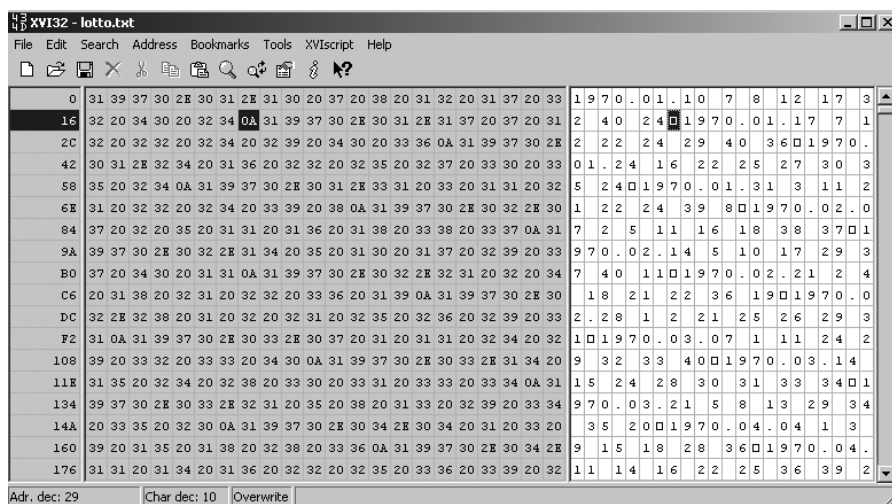 XVI32 - lotto.txt
File Edit Search Address Bookmarks Tools XVIscript Help
0 31 39 37 30 2E 30 31 2E 31 30 20 37 20 38 20 31 32 20 31 37 20 33 1970.01.10 7 8 12 17 3
16 32 20 34 30 20 32 34 0A 31 39 37 30 2E 30 31 2E 31 37 20 37 20 31 2 40 24□1970.01.17 7 1
2C 32 20 32 32 20 32 34 20 32 39 20 34 30 20 33 36 0A 31 39 37 30 2E 2 22 24 29 40 36□1970.
42 30 31 2E 32 34 20 31 36 20 32 32 20 32 35 20 32 37 20 33 30 20 33 01.24 16 22 25 27 30 3
58 35 20 32 34 0A 31 39 37 30 2E 30 31 2E 33 31 20 33 20 31 31 20 32 5 24□1970.01.31 3 11 2
6E 31 20 32 32 20 32 34 20 33 39 20 38 0A 31 39 37 30 2E 30 32 2E 30 1 22 24 39 8□1970.02.0
84 37 20 32 20 35 20 31 31 20 31 36 20 31 38 20 33 38 20 33 37 0A 31 7 2 5 11 16 18 38 37□1
9A 39 37 30 2E 30 32 2E 31 34 20 35 20 31 30 20 31 37 20 32 39 20 33 970.02.14 5 10 17 29 3
B0 37 20 34 30 20 31 31 0A 31 39 37 30 2E 30 32 2E 32 31 20 32 20 34 7 40 11□1970.02.21 2 4
C6 20 31 38 20 32 31 20 32 32 20 33 36 20 31 39 0A 31 39 37 30 2E 30 18 21 22 36 19□1970.0
DC 32 2E 32 38 20 31 20 32 20 32 31 20 32 35 20 32 36 20 32 39 20 33 2.28 1 2 21 25 26 29 3
F2 31 0A 31 39 37 30 2E 30 33 2E 30 37 20 31 20 31 31 20 32 34 20 32 1□1970.03.07 1 11 24 2
108 39 20 33 32 20 33 33 20 34 30 0A 31 39 37 30 2E 30 33 2E 31 34 20 9 32 33 40□1970.03.14
11E 31 35 20 32 34 20 32 38 20 33 30 20 33 31 20 33 33 20 33 34 0A 31 15 24 28 30 31 33 34□1
134 39 37 30 2E 30 33 2E 32 31 20 35 20 38 20 31 33 20 32 39 20 33 34 970.03.21 5 8 13 29 34
14A 20 33 35 20 32 30 0A 31 39 37 30 2E 30 34 2E 30 34 20 31 20 33 20 35 20□1970.04.04 1 3
160 39 20 31 35 20 31 38 20 32 38 20 33 36 0A 31 39 37 30 2E 30 34 2E 9 15 18 28 36□1970.04.
176 31 31 20 31 34 20 31 36 20 32 32 20 32 35 20 33 36 20 33 39 20 32 11 14 16 22 25 36 39 2
Adr. dec: 29 Char dec: 10 Overwrite